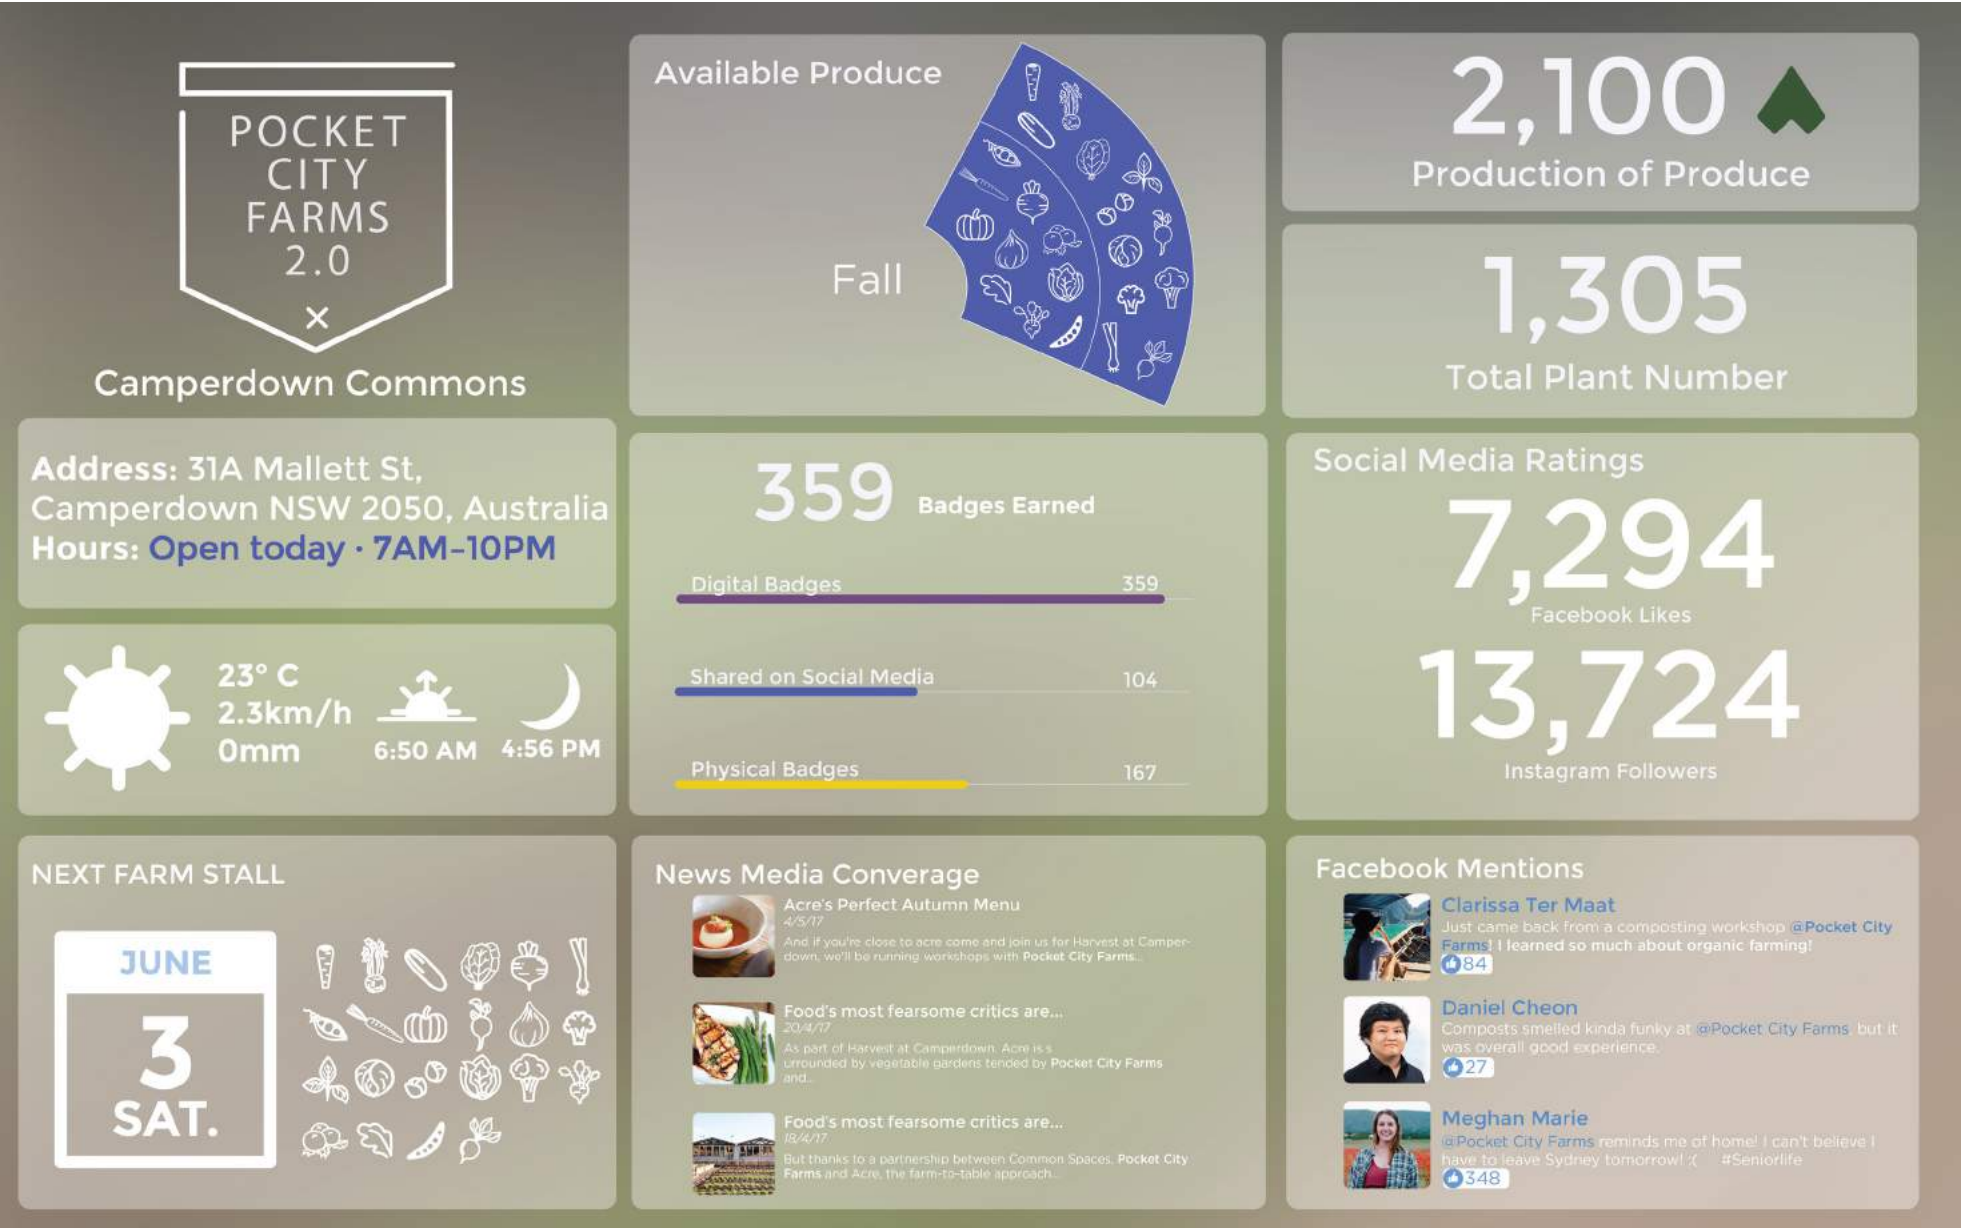 POCKET
CITY
FARMS
2.0
Camperdown Commons
Address: 31A Mallett St,
Camperdown NSW 2050, Australia
Hours: Open today · 7AM-10PM
23° C
2.3km/h
0mm
6:50 AM
4:56 PM
NEXT FARM STALL
JUNE
3
SAT.
Available Produce
Fall
359 Badges Earned
Digital Badges 359
Shared on Social Media 104
Physical Badges 167
News Media Converage
Acre's Perfect Autumn Menu
4/5/17
And if you're close to acre come and join us for Harvest at Camper-
down, we'll be running workshops with Pocket City Farms...
Food's most fearsome critics are...
20/4/17
As part of Harvest at Camperdown. Acre is s
urrounded by vegetable gardens tended by Pocket City Farms
and...
Food's most fearsome critics are...
18/4/17
But thanks to a partnership between Common Spaces, Pocket City
Farms and Acre, the farm-to-table approach...
2,100
Production of Produce
1,305
Total Plant Number
Social Media Ratings
7,294
Facebook Likes
13,724
Instagram Followers
Facebook Mentions
Clarissa Ter Maat
Just came back from a composting workshop @Pocket City
Farms! I learned so much about organic farming!
84
Daniel Cheon
Composts smelled kinda funky at @Pocket City Farms but it
was overall good experience.
27
Meghan Marie
@Pocket City Farms reminds me of home! I can't believe I
have to leave Sydney tomorrow! :( #Seniorlife
348